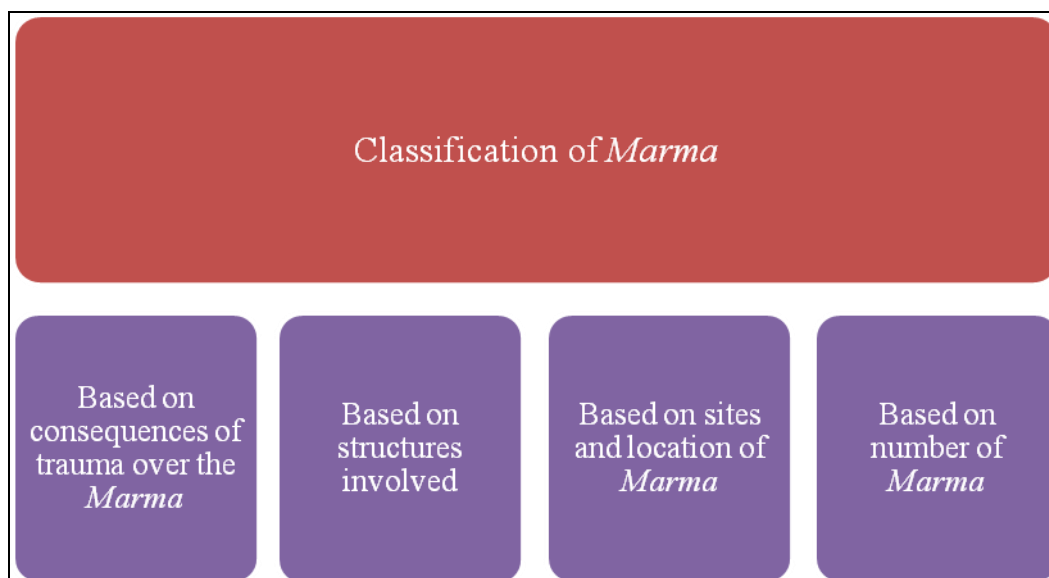 Classification of Marma
Based on
consequences of
trauma over the
Marma
Based on
structures
involved
Based on sites
and location of
Marma
Based on
number of
Marma